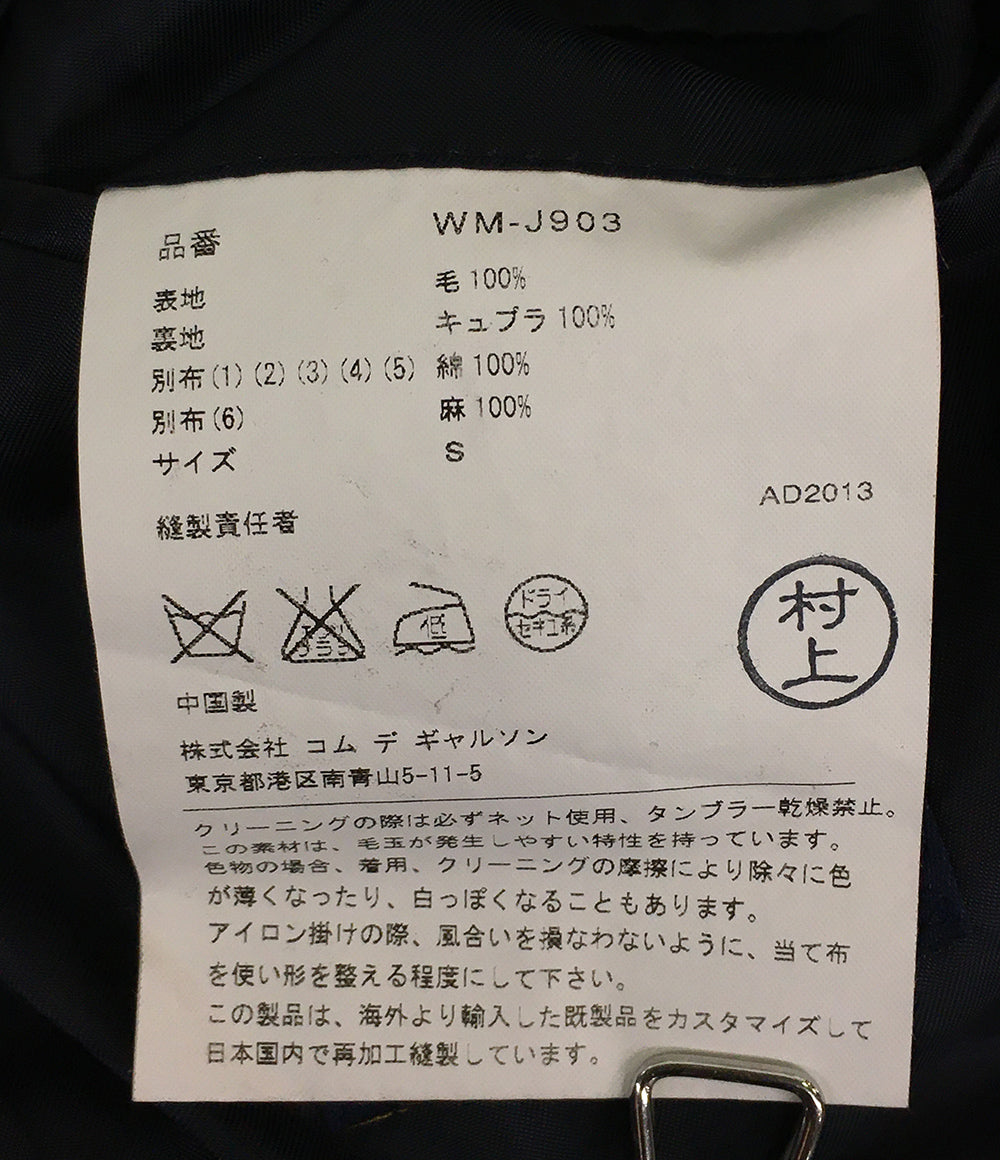 品番 WM-J903
表地 毛 100%
裏地 キュプラ 100%
別布(1)(2)(3)(4)(5) 綿 100%
別布(6) 麻 100%
サイズ S
AD2013
縫製責任者
エンソサラシ
低
ドライ
セキユ系
村上
中国製
株式会社 コム デ ギャルソン
東京都港区南青山5-11-5
クリーニングの際は必ずネット使用、タンブラー乾燥禁止。
この素材は、毛玉が発生しやすい特性を持っています。
色物の場合、着用、クリーニングの摩擦により除々に色
が薄くなったり、白っぽくなることもあります。
アイロン掛けの際、風合いを損なわないように、当て布
を使い形を整える程度にして下さい。
この製品は、海外より輸入した既製品をカスタマイズして
日本国内で再加工縫製しています。